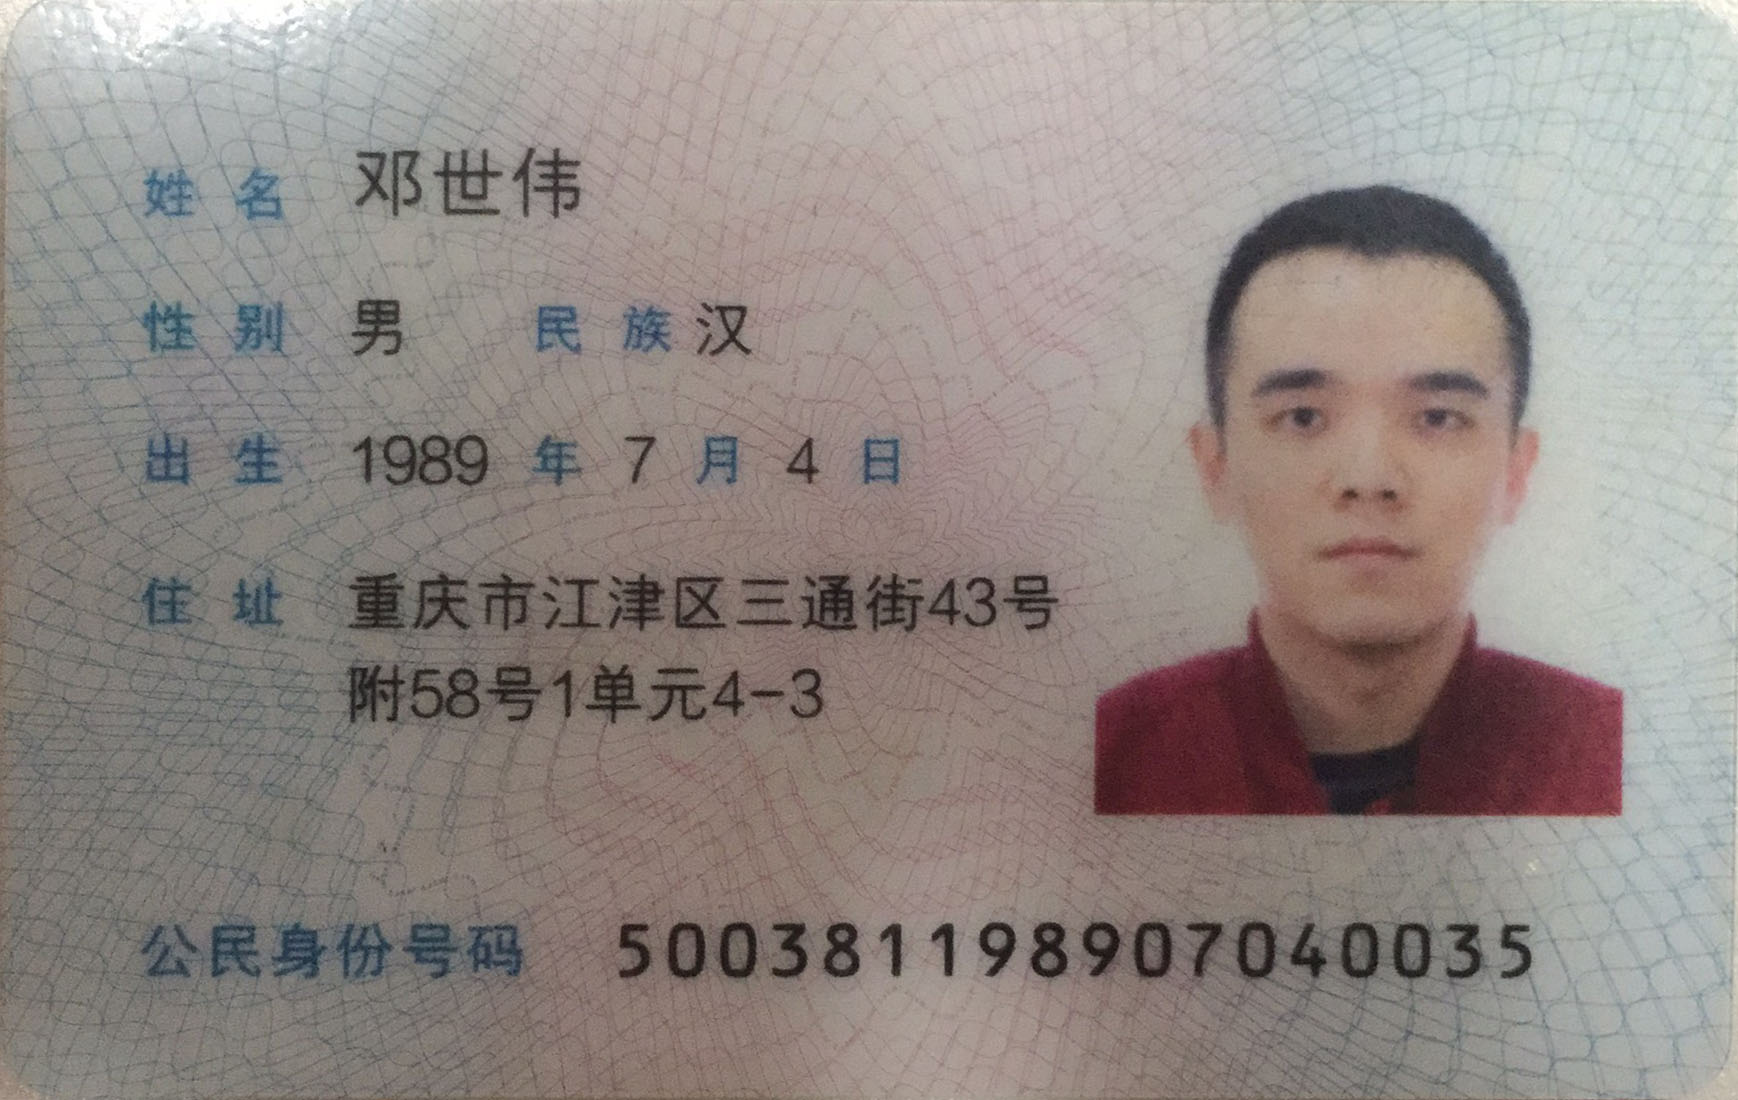 姓名 邓世伟
性别 男 民族 汉
出生 1989 年 7 月 4 日
住址 重庆市江津区三通街43号
附58号1单元4-3
公民身份号码 500381198907040035